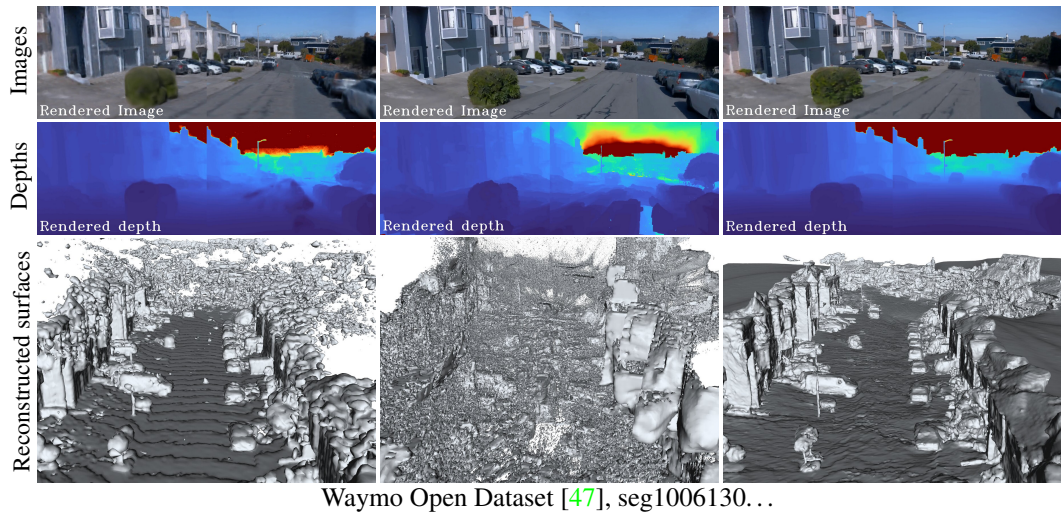 Images
Rendered Image
Rendered Image
Rendered Image
Depths
Rendered depth
Rendered depth
Rendered depth
Reconstructed surfaces
Waymo Open Dataset [47], seg1006130...